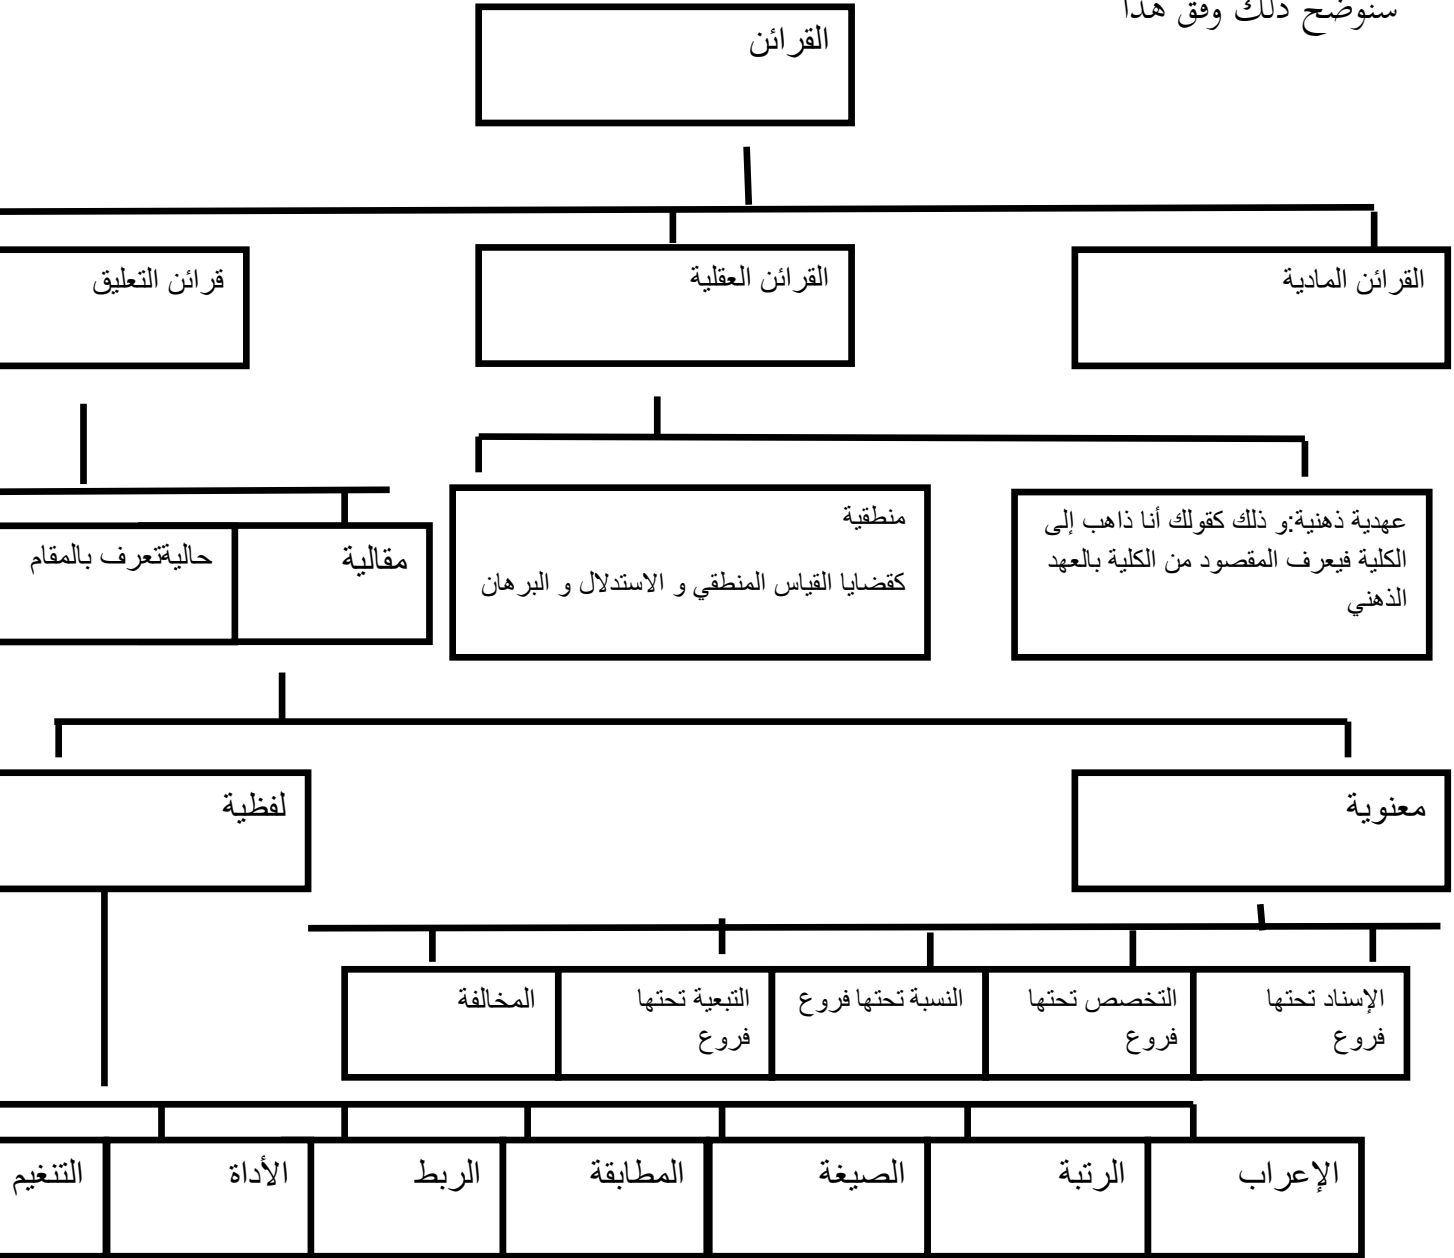 سنوضح ذلك وفق هذا
القرائن
القرائن المادية
القرائن العقلية
قرائن التعليق
عهدية ذهنية:و ذلك كقولك أنا ذاهب إلى
الكلية فيعرف المقصود من الكلية بالعهد
الذهني
منطقية
كقضايا القياس المنطقي و الاستدلال و البرهان
مقالية
حاليةتعرف بالمقام
معنوية
لفظية
الإسناد تحتها
فروع
التخصص تحتها
فروع
النسبة تحتها فروع
التبعية تحتها
فروع
المخالفة
الإعراب
الرتبة
الصيغة
المطابقة
الربط
الأداة
التنغيم